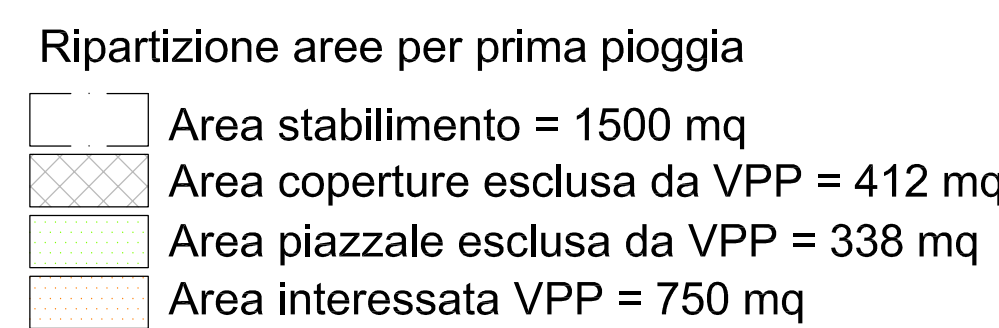 Ripartizione aree per prima pioggia
Area stabilimento = 1500 mq
Area coperture esclusa da VPP = 412 mq
Area piazzale esclusa da VPP = 338 mq
Area interessata VPP = 750 mq